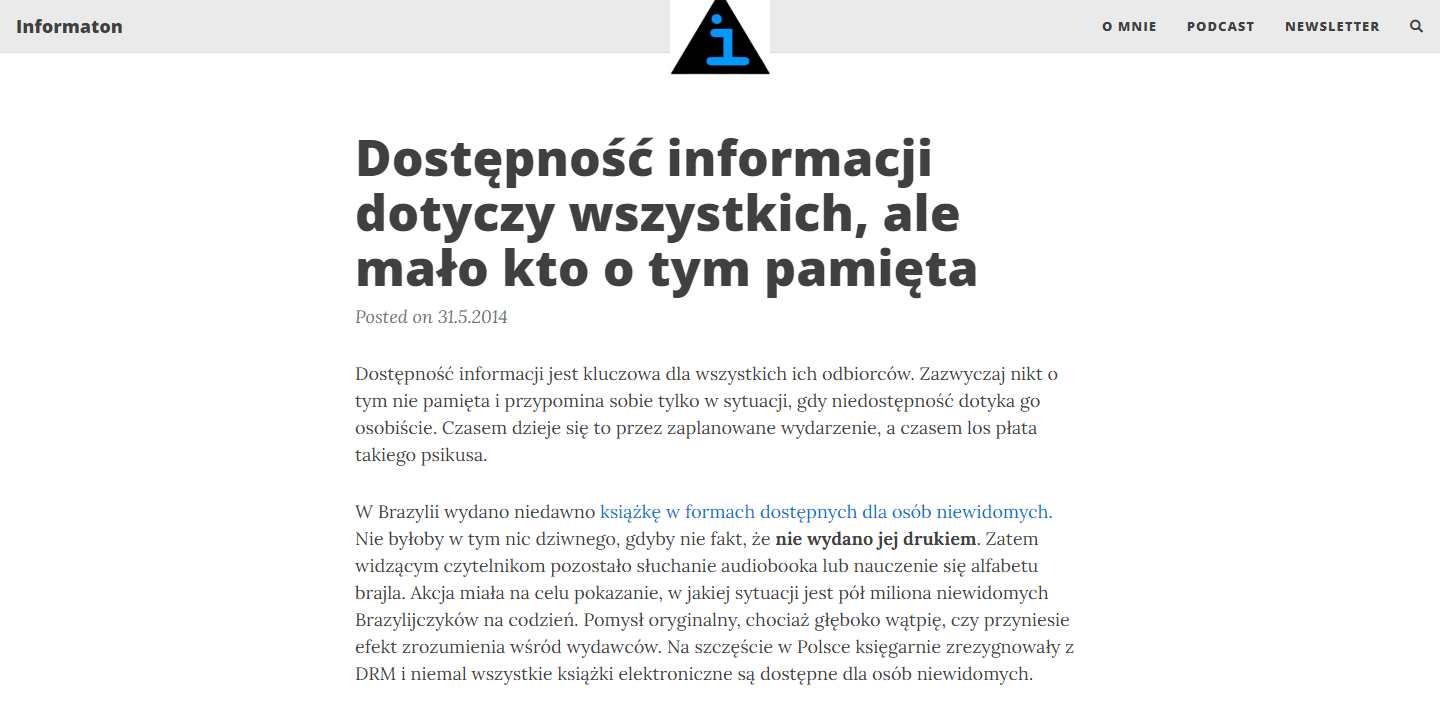 Informaton
i
O MNIE
PODCAST
NEWSLETTER
Dostępność informacji
dotyczy wszystkich, ale
mało kto o tym pamięta
Posted on 31.5.2014
Dostępność informacji jest kluczowa dla wszystkich ich odbiorców. Zazwyczaj nikt o
tym nie pamięta i przypomina sobie tylko w sytuacji, gdy niedostępność dotyka go
osobiście. Czasem dzieje się to przez zaplanowane wydarzenie, a czasem los płata
takiego psikusa.
W Brazylii wydano niedawno książkę w formach dostępnych dla osób niewidomych.
Nie byłoby w tym nic dziwnego, gdyby nie fakt, że nie wydano jej drukiem. Zatem
widzącym czytelnikom pozostało słuchanie audiobooka lub nauczenie się alfabetu
brajla. Akcja miała na celu pokazanie, w jakiej sytuacji jest pół miliona niewidomych
Brazylijczyków na codzień. Pomysł oryginalny, chociaż głęboko wątpię, czy przyniesie
efekt zrozumienia wśród wydawców. Na szczęście w Polsce księgarnie zrezygnowały z
DRM i niemal wszystkie książki elektroniczne są dostępne dla osób niewidomych.